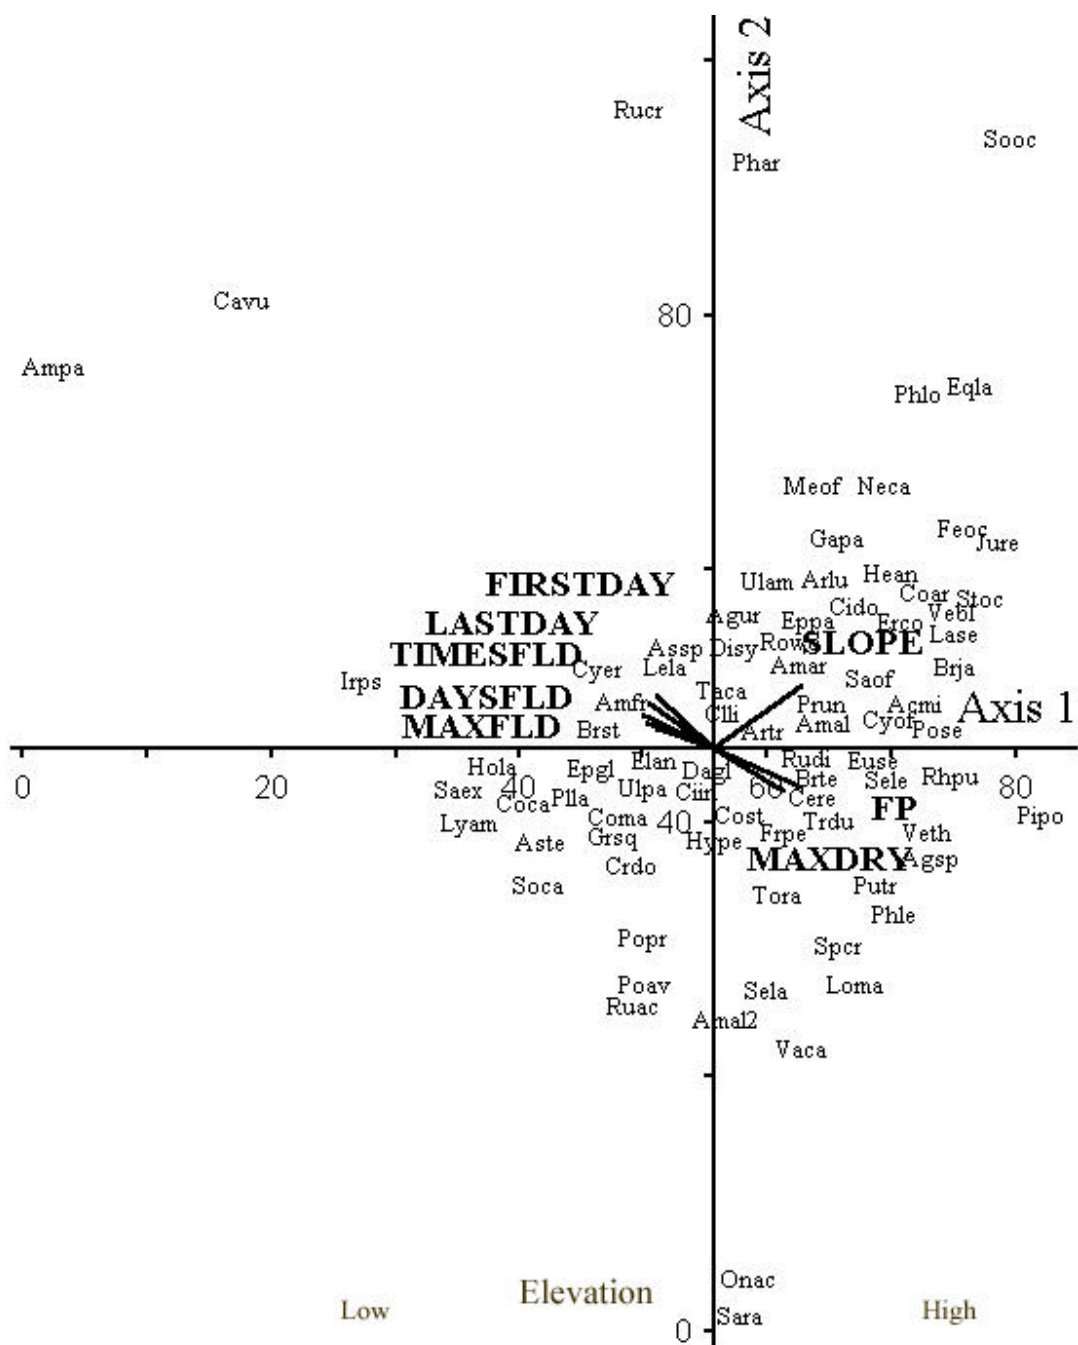 Axis 2
Rucr
Sooc
Phar
Cavu
80
Ampa
Phlo Eqla
Meof Neca
Feoc
Gapa Jure
FIRSTDAY Ulam Arlu Hean
Coar Stoc
LASTDAY Agur Eppa Cido Erco Vebl
TIMESFLD Assp Disy SLOPE Lase
Irps Cyer Lela Amar Saof Brja
DAYSFLD Amfr Taca Prun Acmi Axis 1
MAXFLD Brst Clli Artr Amal Cyof Pose
Hola Epgl Elan Dagl Rudi Euse
0 20 Saex 40 Plla Ulpa 60 Brte Sele Rhpu 80
Coca Cere
Lyam Coma 40 Cost Trdu FP Pipo
Aste Grsq Hype Frpe Veth
Crdo MAXDRY Agsp
Soca Tora Putr
Phle
Popr Spcr
Poav Sela Loma
Ruac
Amal2
Vaca
Onac
Elevation
Low High
0 Sara